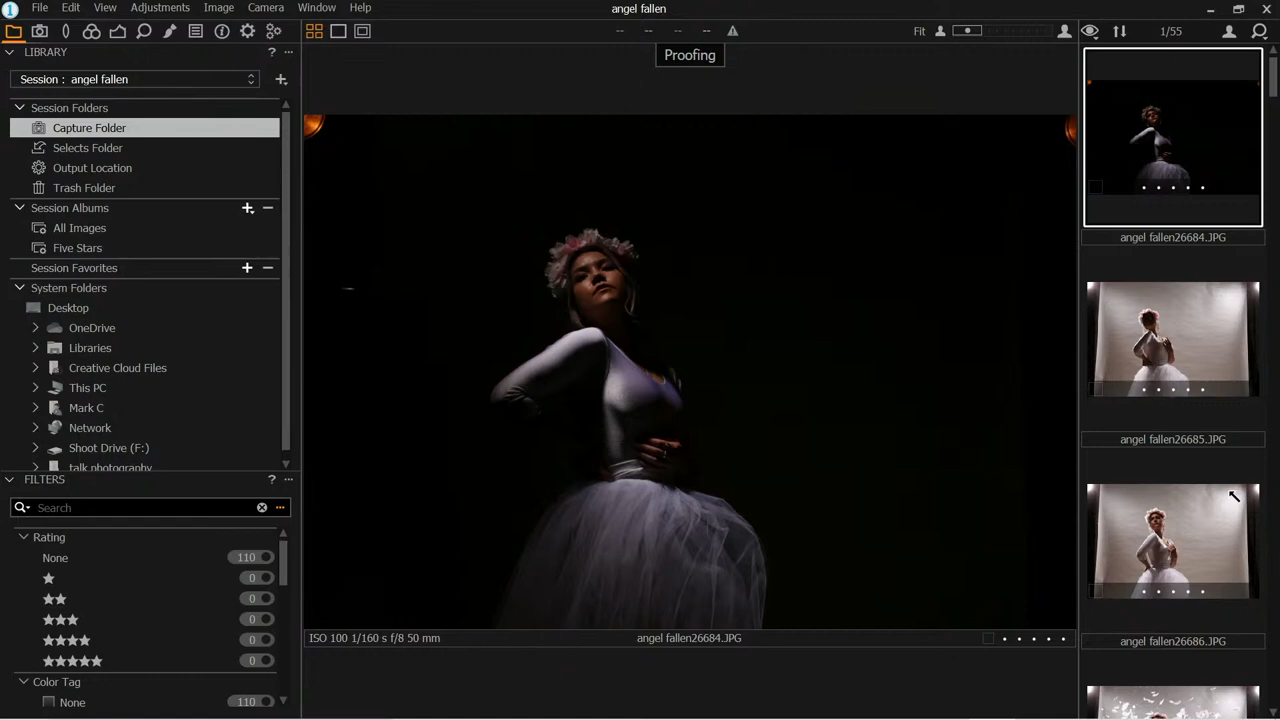 File Edit View Adjustments Image Camera Window Help
angel fallen
Fit
1/55
Proofing
LIBRARY
?
Session : angel fallen
Session Folders
Capture Folder
Selects Folder
Output Location
Trash Folder
Session Albums
All Images
Five Stars
Session Favorites
System Folders
Desktop
OneDrive
Libraries
Creative Cloud Files
This PC
Mark C
Network
Shoot Drive (F:)
talk photography
FILTERS
?
Search
Rating
None 110
0
0
0
0
0
Color Tag
None 110
ISO 100 1/160 s f/8 50 mm
angel fallen26684.JPG
angel fallen26684.JPG
angel fallen26685.JPG
angel fallen26686.JPG